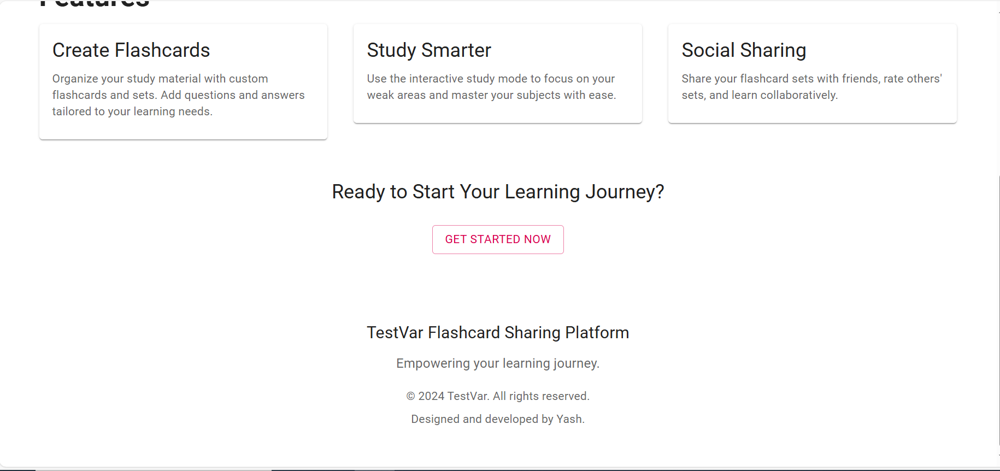 Features
Create Flashcards
Organize your study material with custom
flashcards and sets. Add questions and answers
tailored to your learning needs.
Study Smarter
Use the interactive study mode to focus on your
weak areas and master your subjects with ease.
Social Sharing
Share your flashcard sets with friends, rate others'
sets, and learn collaboratively.
Ready to Start Your Learning Journey?
GET STARTED NOW
TestVar Flashcard Sharing Platform
Empowering your learning journey.
© 2024 TestVar. All rights reserved.
Designed and developed by Yash.